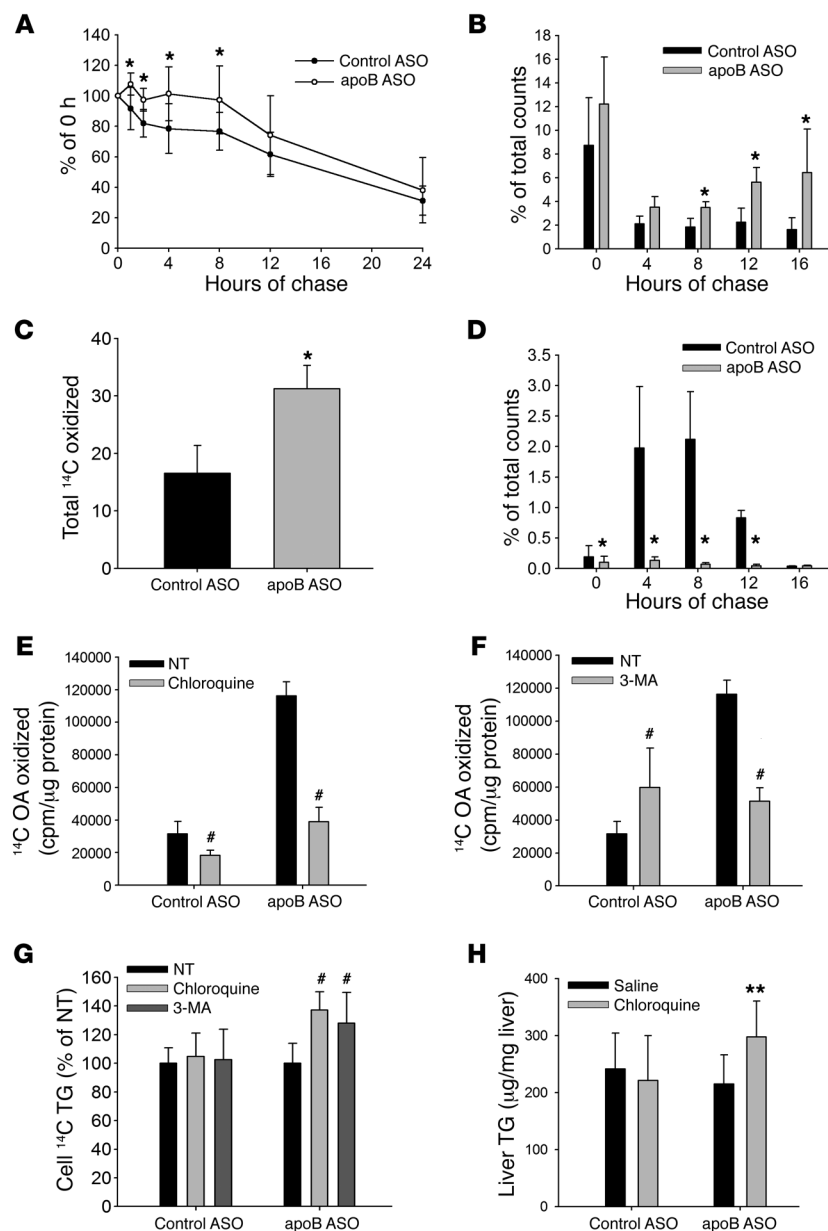 A
140
120
100
80
60
40
20
0
% of 0 h
* * * *
Control ASO
apoB ASO
0 4 8 12 16 20 24
Hours of chase
B
18
16
14
12
10
8
6
4
2
0
% of total counts
Control ASO
apoB ASO
* * *
0 4 8 12 16
Hours of chase
C
40
30
20
10
0
Total ¹⁴C oxidized
*
Control ASO apoB ASO
D
3.5
3.0
2.5
2.0
1.5
1.0
0.5
0.0
% of total counts
Control ASO
apoB ASO
* * * *
0 4 8 12 16
Hours of chase
E
140000
120000
100000
80000
60000
40000
20000
0
¹⁴C OA oxidized
(cpm/μg protein)
NT
Chloroquine
# #
Control ASO apoB ASO
F
140000
120000
100000
80000
60000
40000
20000
0
¹⁴C OA oxidized
(cpm/μg protein)
NT
3-MA
# #
Control ASO apoB ASO
G
160
140
120
100
80
60
40
20
0
Cell ¹⁴C TG (% of NT)
NT
Chloroquine
3-MA
# #
Control ASO apoB ASO
H
400
300
200
100
0
Liver TG (μg/mg liver)
Saline
Chloroquine
**
Control ASO apoB ASO